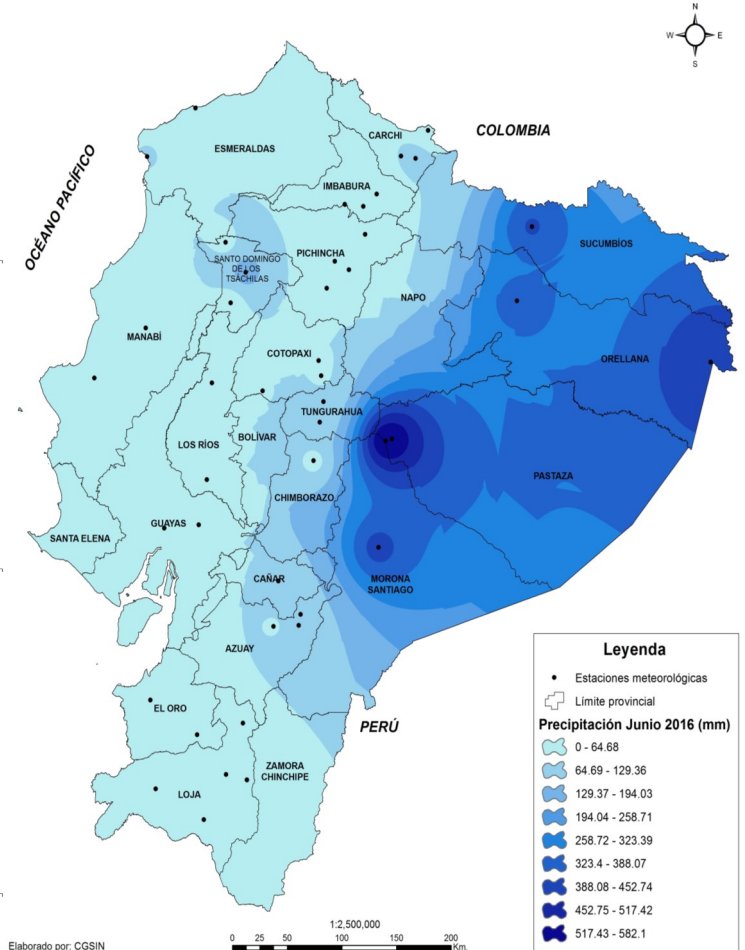 N
W
E
S
COLOMBIA
OCÉANO PACÍFICO
CARCHI
ESMERALDAS
IMBABURA
SUCUMBÍOS
PICHINCHA
SANTO DOMINGO
DE LOS
TSÁCHILAS
NAPO
MANABÍ
COTOPAXI
ORELLANA
TUNGURAHUA
BOLÍVAR
LOS RÍOS
PASTAZA
CHIMBORAZO
GUAYAS
SANTA ELENA
CAÑAR
MORONA
SANTIAGO
AZUAY
EL ORO
PERÚ
ZAMORA
CHINCHIPE
LOJA
Leyenda
Estaciones meteorológicas
Límite provincial
Precipitación Junio 2016 (mm)
0 - 64.68
64.69 - 129.36
129.37 - 194.03
194.04 - 258.71
258.72 - 323.39
323.4 - 388.07
388.08 - 452.74
452.75 - 517.42
517.43 - 582.1
1:2,500,000
0 25 50 100 150 200
Km.
Elaborado por: CGSIN